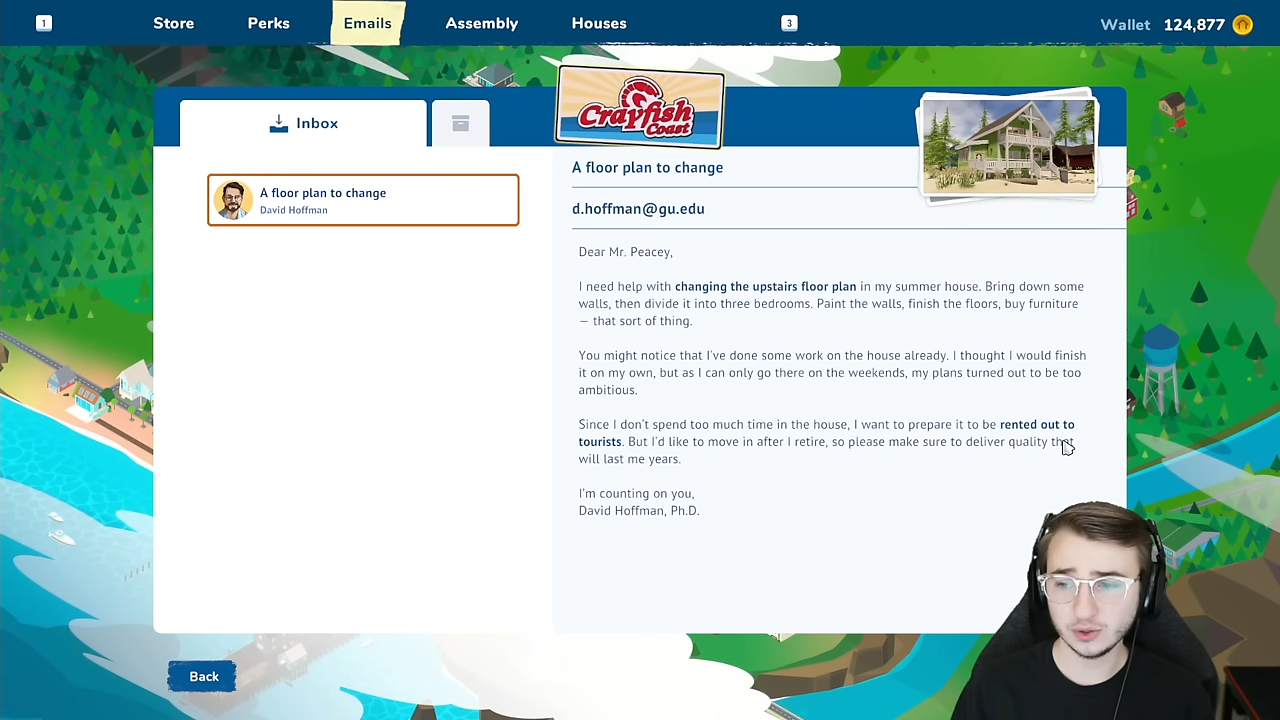 1
Store
Perks
Emails
Assembly
Houses
3
Wallet 124,877
Inbox
Crayfish
Coast
A floor plan to change
David Hoffman
A floor plan to change
d.hoffman@gu.edu
Dear Mr. Peacey,
I need help with changing the upstairs floor plan in my summer house. Bring down some
walls, then divide it into three bedrooms. Paint the walls, finish the floors, buy furniture
— that sort of thing.
You might notice that I've done some work on the house already. I thought I would finish
it on my own, but as I can only go there on the weekends, my plans turned out to be too
ambitious.
Since I don't spend too much time in the house, I want to prepare it to be rented out to
tourists. But I'd like to move in after I retire, so please make sure to deliver quality that
will last me years.
I'm counting on you,
David Hoffman, Ph.D.
Back